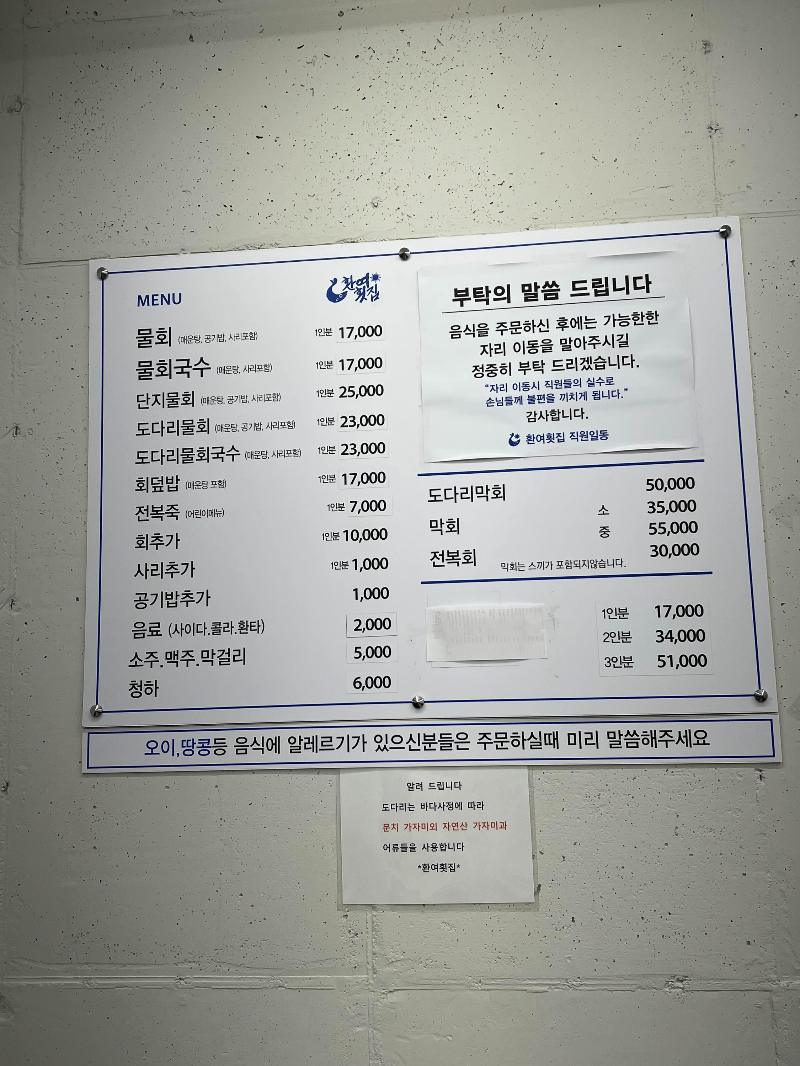 MENU
환여횟집
물회 (매운탕, 공기밥, 사리포함) 1인분 17,000
물회국수 (매운탕, 사리포함) 1인분 17,000
단지물회 (매운탕, 공기밥, 사리포함) 1인분 25,000
도다리물회 (매운탕, 공기밥, 사리포함) 1인분 23,000
도다리물회국수 (매운탕, 사리포함) 1인분 23,000
회덮밥 (매운탕 포함) 1인분 17,000
전복죽 (어린이메뉴) 1인분 7,000
회추가 1인분 10,000
사리추가 1인분 1,000
공기밥추가 1,000
음료 (사이다.콜라.환타) 2,000
소주.맥주.막걸리 5,000
청하 6,000
부탁의 말씀 드립니다
음식을 주문하신 후에는 가능한한
자리 이동을 말아주시길
정중히 부탁 드리겠습니다.
"자리 이동시 직원들의 실수로
손님들께 불편을 끼치게 됩니다."
감사합니다.
환여횟집 직원일동
도다리막회 50,000
막회 소 35,000
중 55,000
전복회 30,000
막회는 스끼가 포함되지않습니다.
1인분 17,000
2인분 34,000
3인분 51,000
오이,땅콩등 음식에 알레르기가 있으신분들은 주문하실때 미리 말씀해주세요
알려 드립니다
도다리는 바다사정에 따라
문치 가자미외 자연산 가자미과
어류들을 사용합니다
*환여횟집*